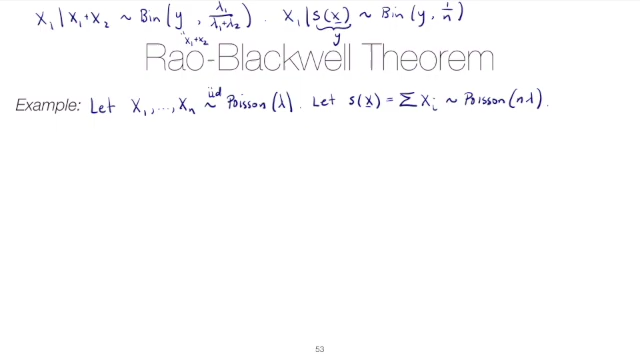 X₁ | X₁+X₂ ~ Bin(y, λ₁/(λ₁+λ₂)). X₁ | s(x) ~ Bin(y, 1/n)
x₁+x₂ y
Rao-Blackwell Theorem
Example: Let X₁, ..., Xₙ iid ~ Poisson(λ). Let s(x) = ∑ Xᵢ ~ Poisson(nλ).
53